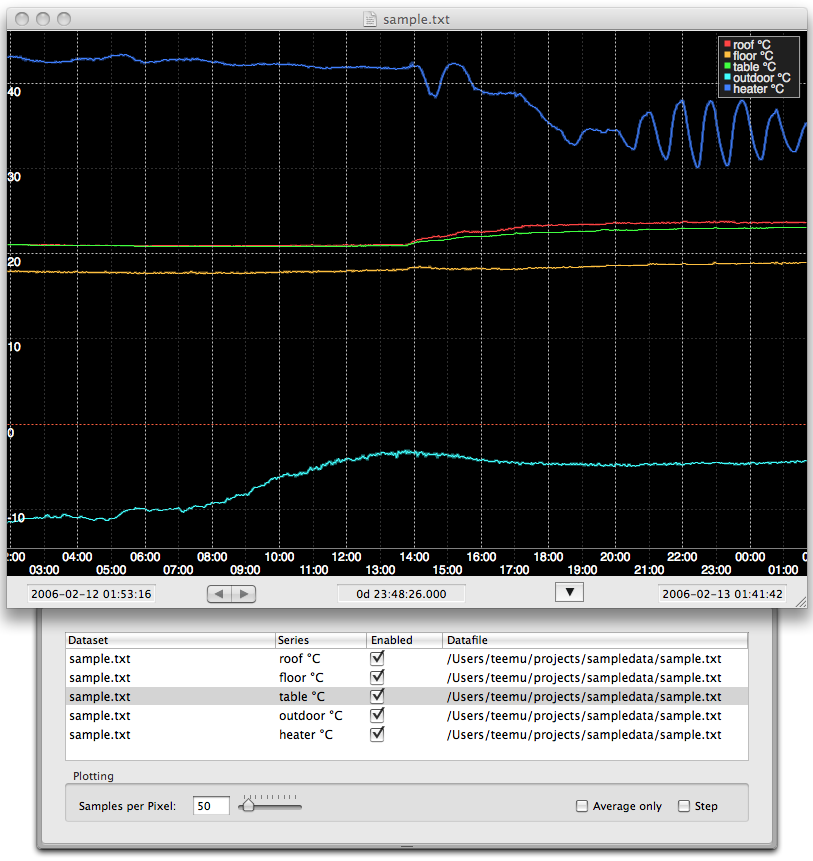 sample.txt
roof °C
floor °C
table °C
outdoor °C
heater °C
40
30
20
10
0
-10
2:00 04:00 06:00 08:00 10:00 12:00 14:00 16:00 18:00 20:00 22:00 00:00 0
03:00 05:00 07:00 09:00 11:00 13:00 15:00 17:00 19:00 21:00 23:00 01:00
2006-02-12 01:53:16 0d 23:48:26.000 2006-02-13 01:41:42
Dataset Series Enabled Datafile
sample.txt roof °C /Users/teemu/projects/sampledata/sample.txt
sample.txt floor °C /Users/teemu/projects/sampledata/sample.txt
sample.txt table °C /Users/teemu/projects/sampledata/sample.txt
sample.txt outdoor °C /Users/teemu/projects/sampledata/sample.txt
sample.txt heater °C /Users/teemu/projects/sampledata/sample.txt
Plotting
Samples per Pixel: 50 Average only Step